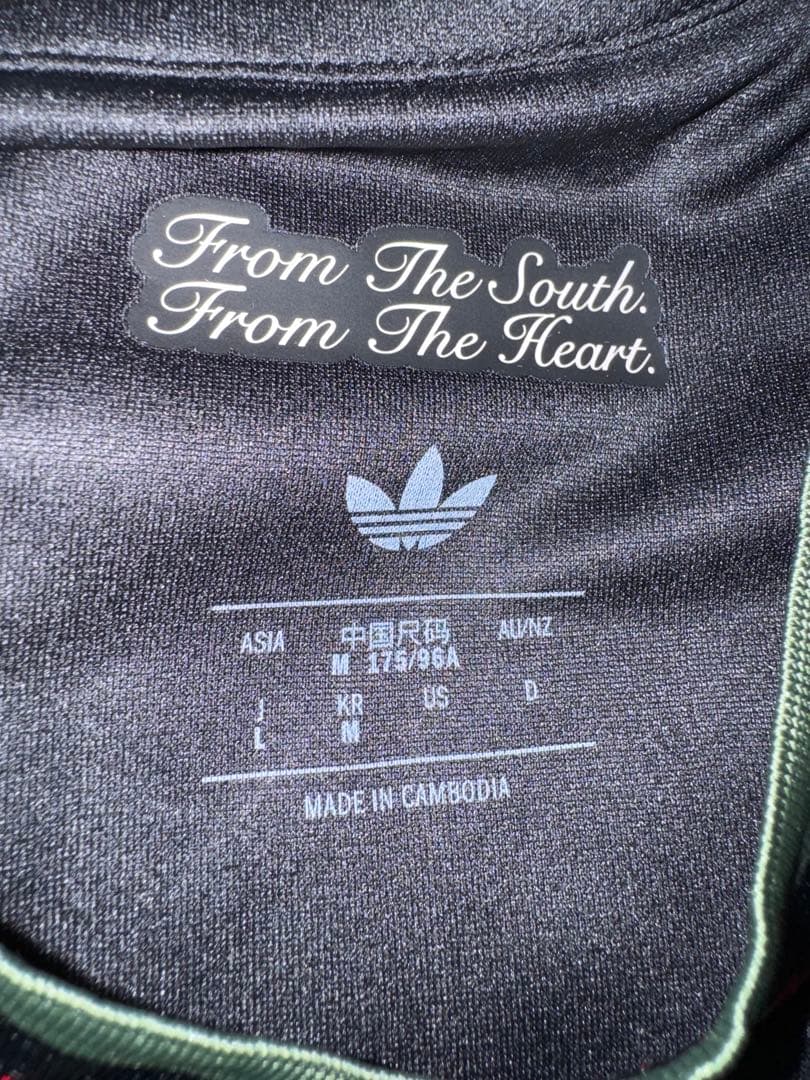 From The South.
From The Heart.
ASIA 中国尺码 AU/NZ
M 175/96A
J KR US D
L M
MADE IN CAMBODIA